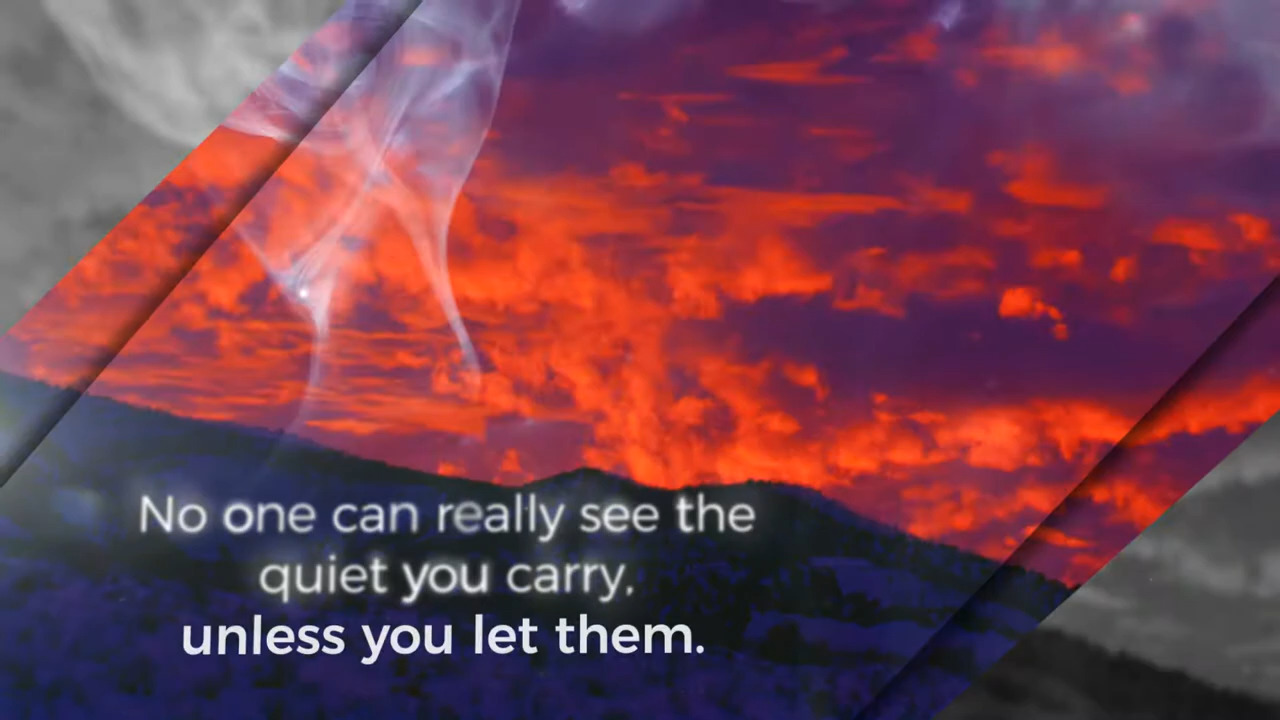 No one can really see the
quiet you carry,
unless you let them.